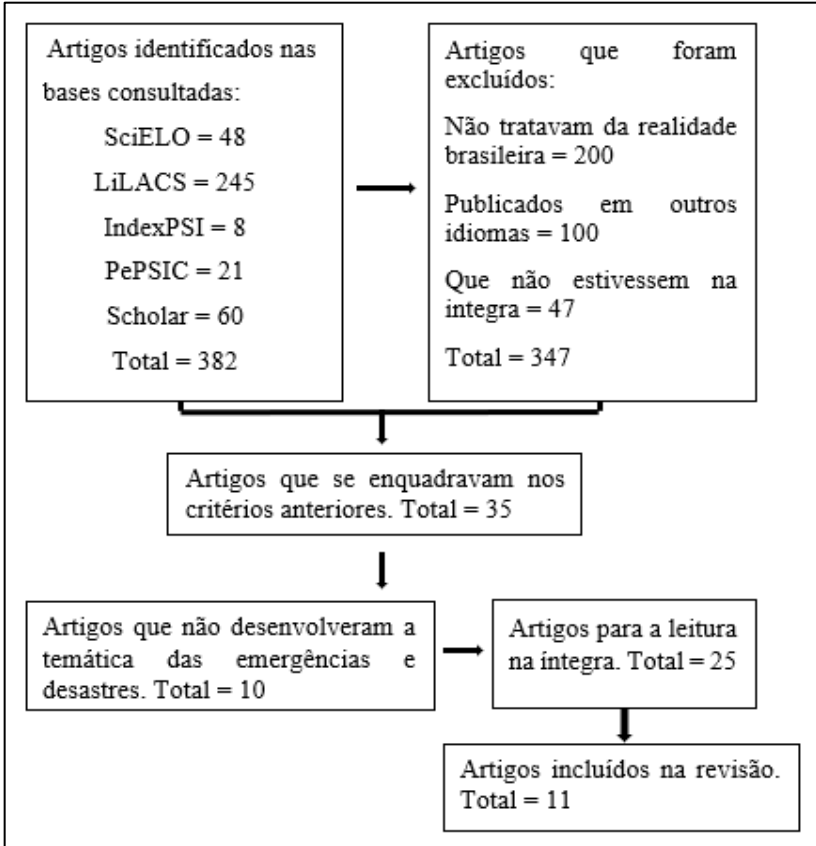 Artigos identificados nas
bases consultadas:
SciELO = 48
LiLACS = 245
IndexPSI = 8
PePSIC = 21
Scholar = 60
Total = 382
Artigos que foram
excluídos:
Não tratavam da realidade
brasileira = 200
Publicados em outros
idiomas = 100
Que não estivessem na
íntegra = 47
Total = 347
Artigos que se enquadravam nos
critérios anteriores. Total = 35
Artigos que não desenvolveram a
temática das emergências e
desastres. Total = 10
Artigos para a leitura
na íntegra. Total = 25
Artigos incluídos na revisão.
Total = 11